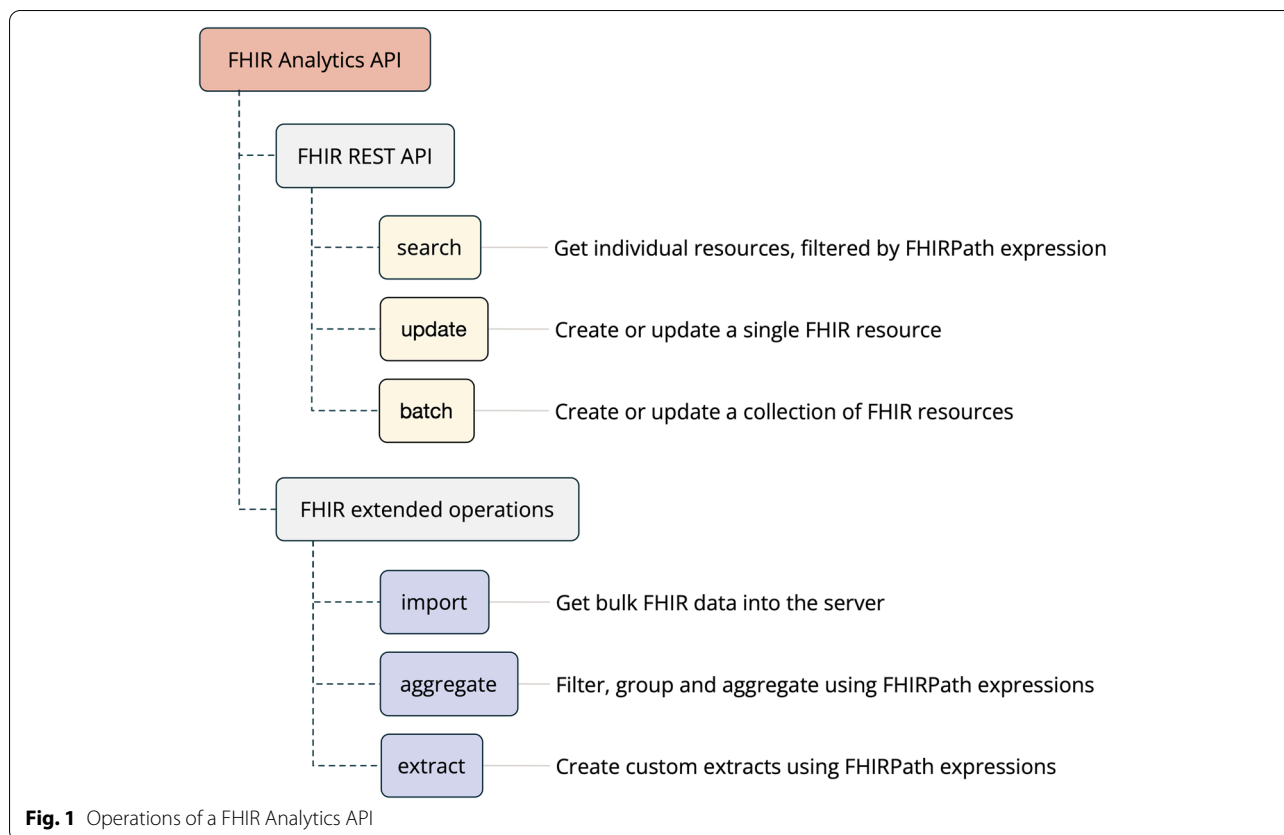 FHIR Analytics API
FHIR REST API
search Get individual resources, filtered by FHIRPath expression
update Create or update a single FHIR resource
batch Create or update a collection of FHIR resources
FHIR extended operations
import Get bulk FHIR data into the server
aggregate Filter, group and aggregate using FHIRPath expressions
extract Create custom extracts using FHIRPath expressions
Fig. 1 Operations of a FHIR Analytics API